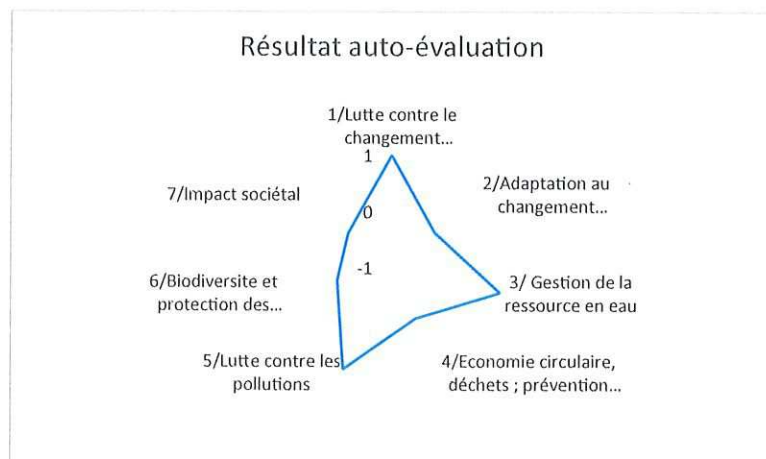 Résultat auto-évaluation
1/Lutte contre le
changement...
1
2/Adaptation au
changement...
7/Impact sociétal
0
6/Biodiversite et
protection des...
-1
3/ Gestion de la
ressource en eau
5/Lutte contre les
pollutions
4/Economie circulaire,
déchets ; prévention...